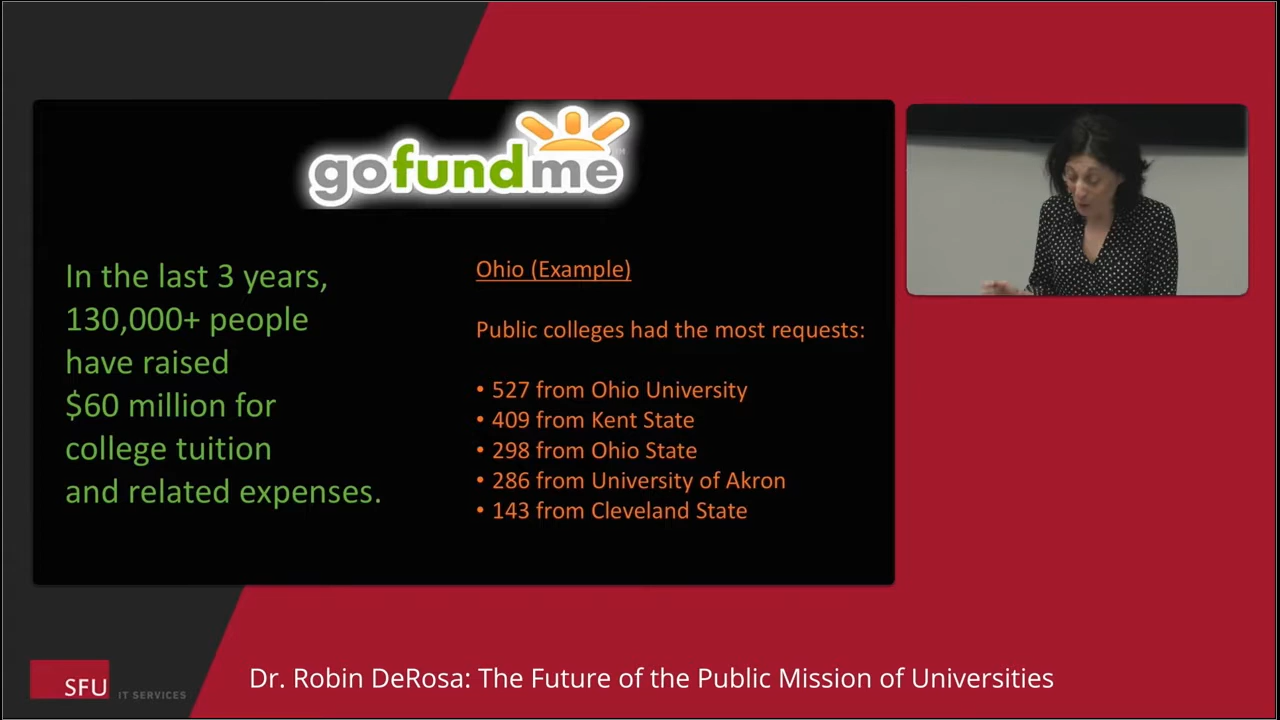 gofundme
In the last 3 years,
130,000+ people
have raised
$60 million for
college tuition
and related expenses.
Ohio (Example)
Public colleges had the most requests:
• 527 from Ohio University
• 409 from Kent State
• 298 from Ohio State
• 286 from University of Akron
• 143 from Cleveland State
SFU IT SERVICES
Dr. Robin DeRosa: The Future of the Public Mission of Universities